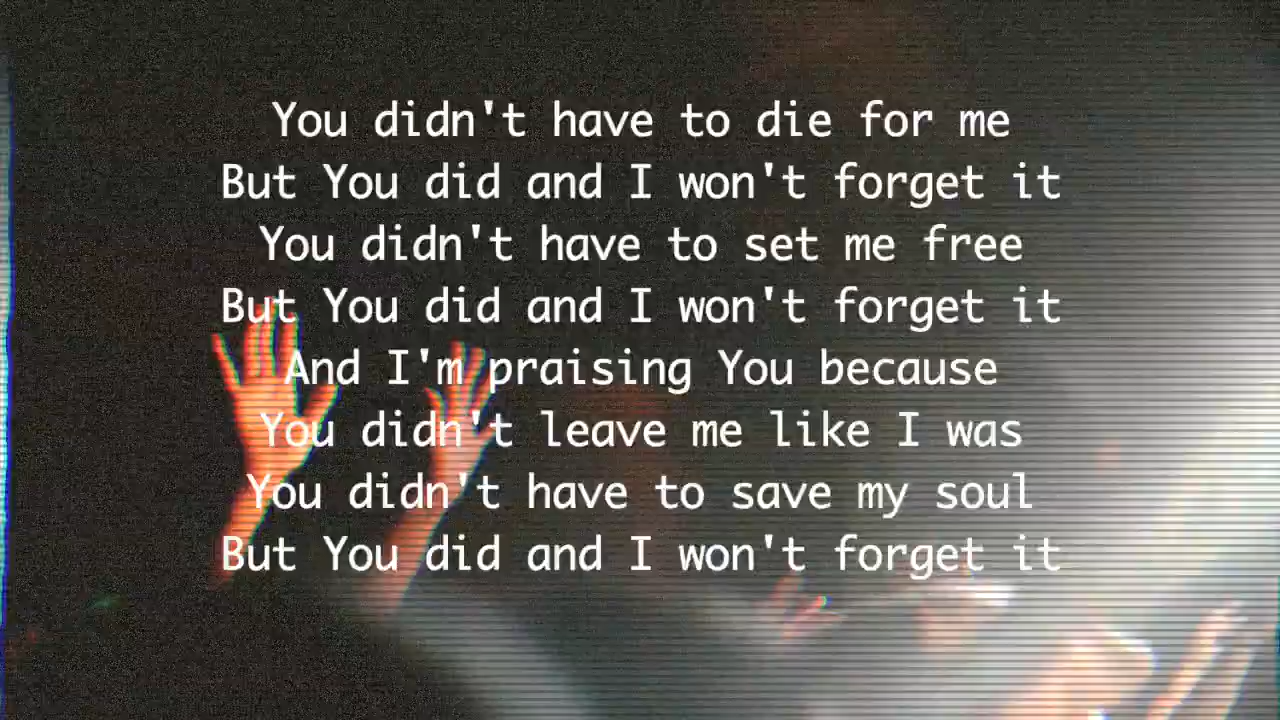 You didn't have to die for me
But You did and I won't forget it
You didn't have to set me free
But You did and I won't forget it
And I'm praising You because
You didn't leave me like I was
You didn't have to save my soul
But You did and I won't forget it